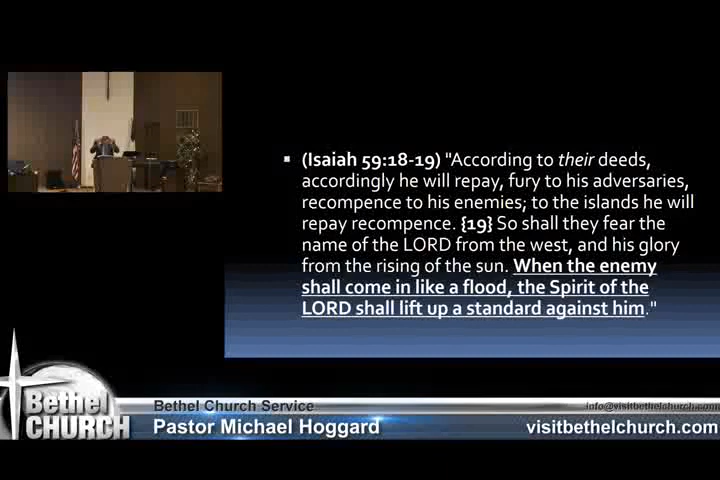 ▪ (Isaiah 59:18-19) "According to their deeds,
accordingly he will repay, fury to his adversaries,
recompence to his enemies; to the islands he will
repay recompence. {19} So shall they fear the
name of the LORD from the west, and his glory
from the rising of the sun. When the enemy
shall come in like a flood, the Spirit of the
LORD shall lift up a standard against him."
Bethel
CHURCH
Bethel Church Service
info@visitbethelchurch.com
Pastor Michael Hoggard
visitbethelchurch.com